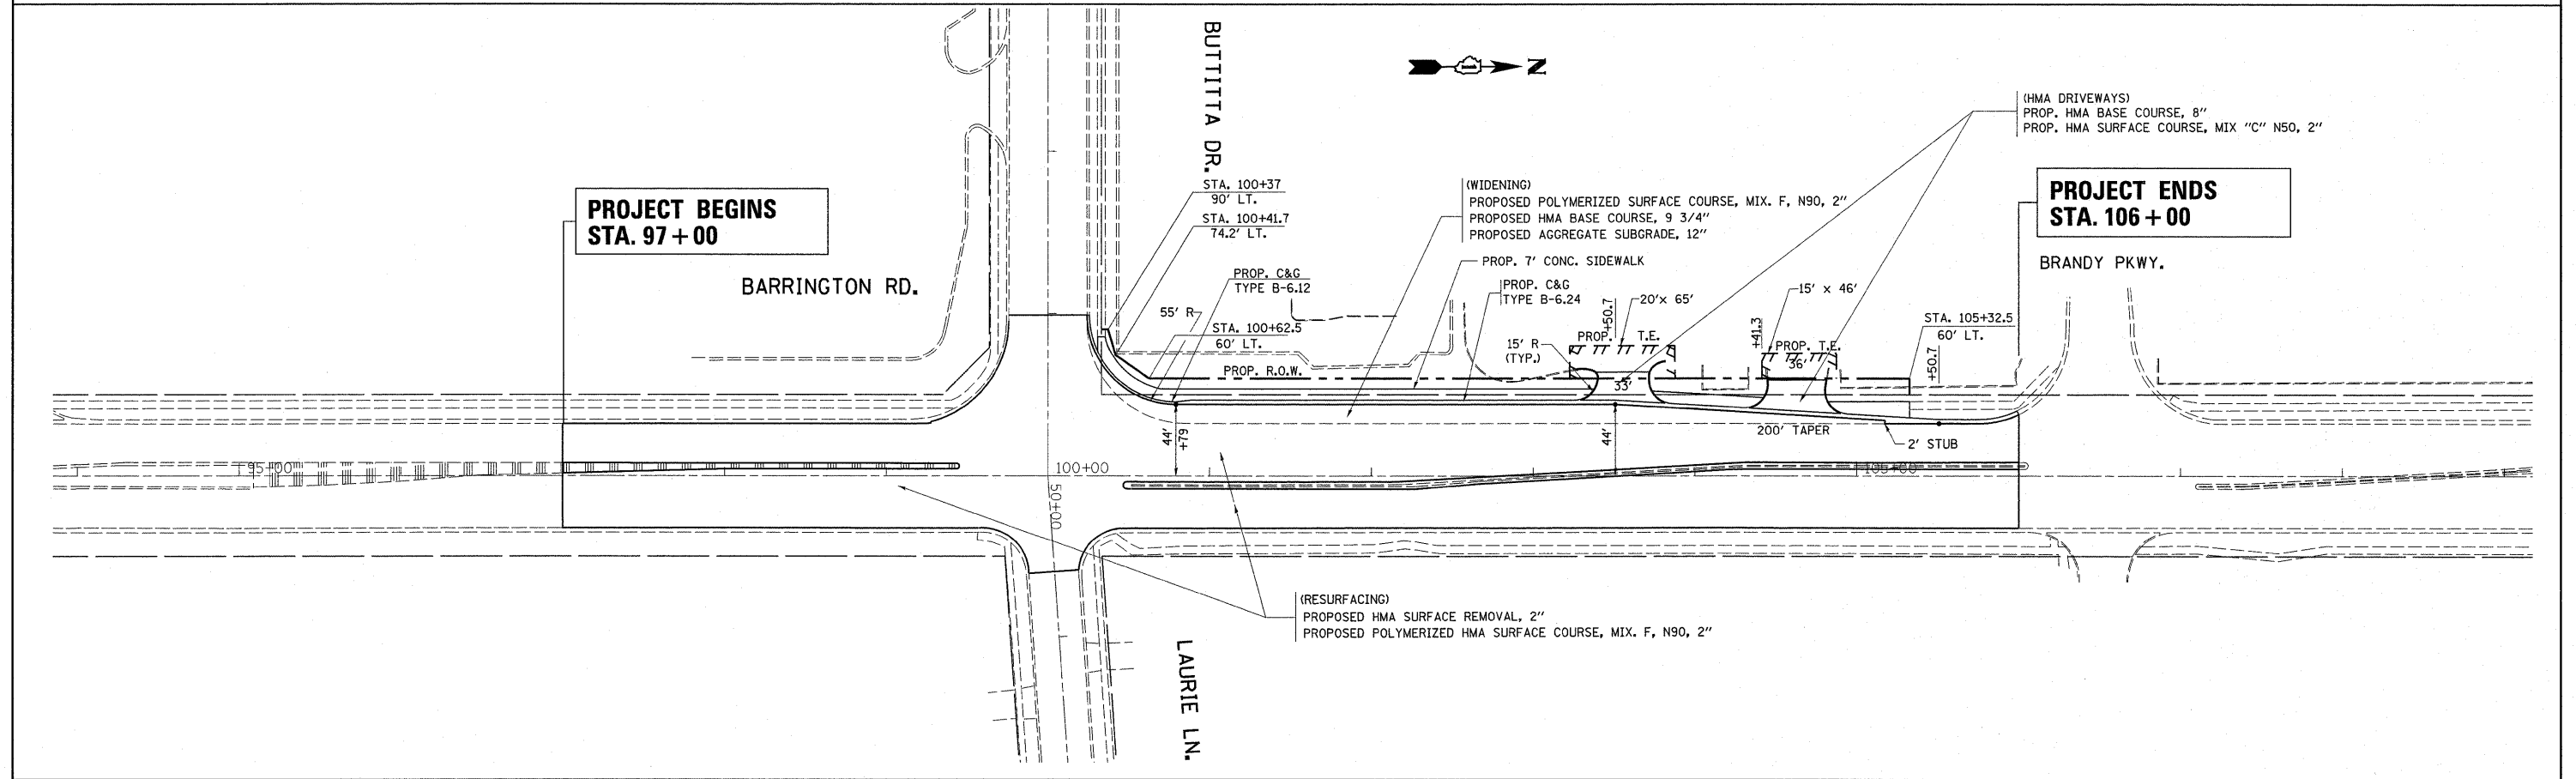 BUTTITTA DR.
N
(HMA DRIVEWAYS)
PROP. HMA BASE COURSE, 8"
PROP. HMA SURFACE COURSE, MIX "C" N50, 2"
PROJECT BEGINS
STA. 97+00
BARRINGTON RD.
STA. 100+37
90' LT.
STA. 100+41.7
74.2' LT.
(WIDENING)
PROPOSED POLYMERIZED SURFACE COURSE, MIX. F, N90, 2"
PROPOSED HMA BASE COURSE, 9 3/4"
PROPOSED AGGREGATE SUBGRADE, 12"
PROJECT ENDS
STA. 106+00
BRANDY PKWY.
PROP. 7' CONC. SIDEWALK
PROP. C&G
TYPE B-6.12
PROP. C&G
TYPE B-6.24
55' R
STA. 100+62.5
60' LT.
+50.7
20'x 65'
15' x 46'
+41.3
STA. 105+32.5
60' LT.
+50.7
15' R
(TYP.)
PROP. T.E.
PROP. T.E.
36'
33'
PROP. R.O.W.
44'
+79
44'
200' TAPER
2' STUB
95+00
100+00
105+00
50+00
(RESURFACING)
PROPOSED HMA SURFACE REMOVAL, 2"
PROPOSED POLYMERIZED HMA SURFACE COURSE, MIX. F, N90, 2"
LAURIE LN.